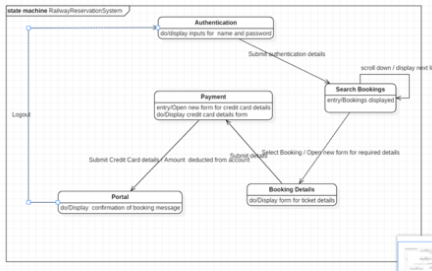 state machine RailwayReservationSystem
Authentication
do/display inputs for name and password
Submit authentication details
scroll down / display next li
Search Bookings
entry/Bookings displayed
Payment
entry/Open new form for credit card details
do/Display credit card details form
Logout
Select Booking / Open new form for required details
Submit details
Submit Credit Card details / Amount deducted from account
Booking Details
do/Display form for ticket details
Portal
do/Display confirmation of booking message